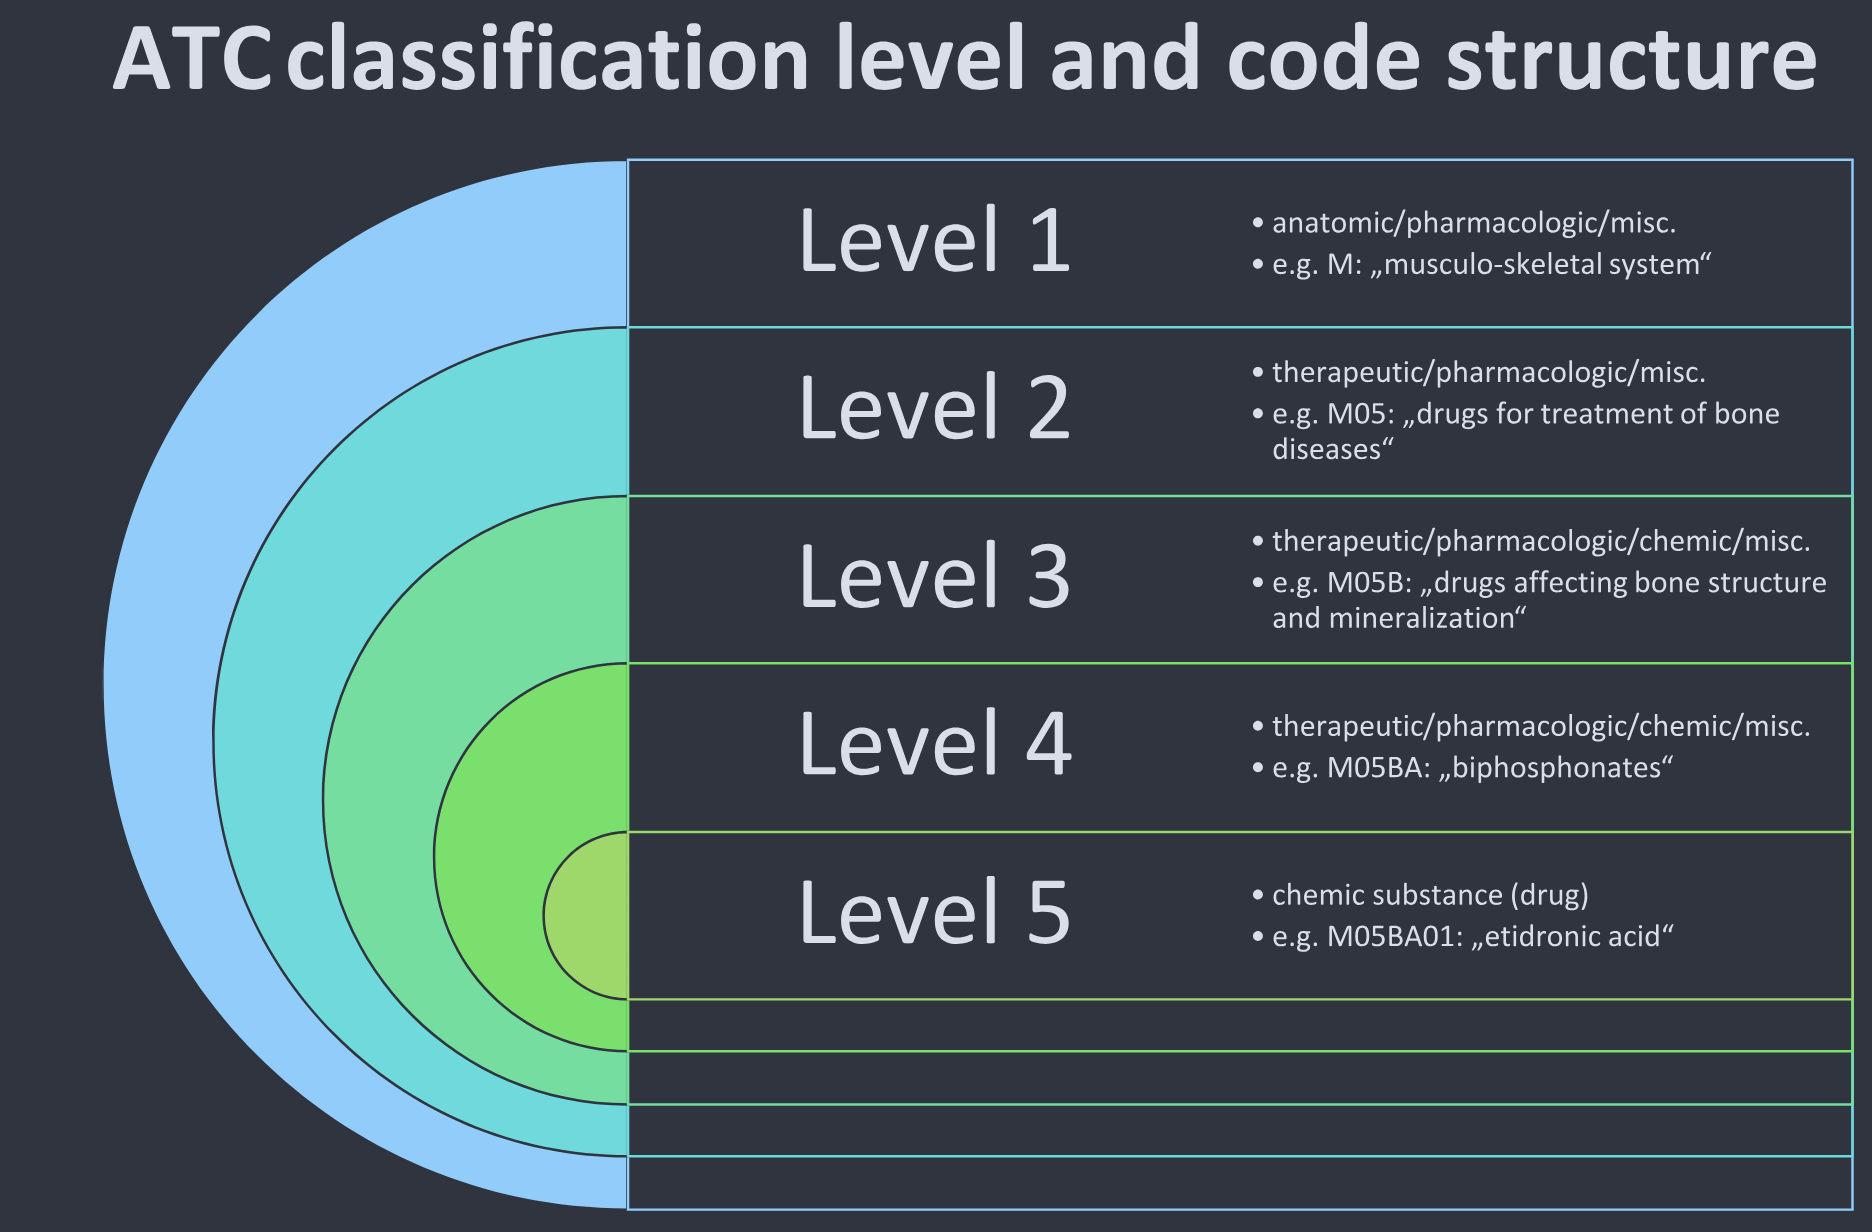 ATC classification level and code structure
Level 1
• anatomic/pharmacologic/misc.
• e.g. M: „musculo-skeletal system“
Level 2
• therapeutic/pharmacologic/misc.
• e.g. M05: „drugs for treatment of bone
diseases“
Level 3
• therapeutic/pharmacologic/chemic/misc.
• e.g. M05B: „drugs affecting bone structure
and mineralization“
Level 4
• therapeutic/pharmacologic/chemic/misc.
• e.g. M05BA: „biphosphonates“
Level 5
• chemic substance (drug)
• e.g. M05BA01: „etidronic acid“